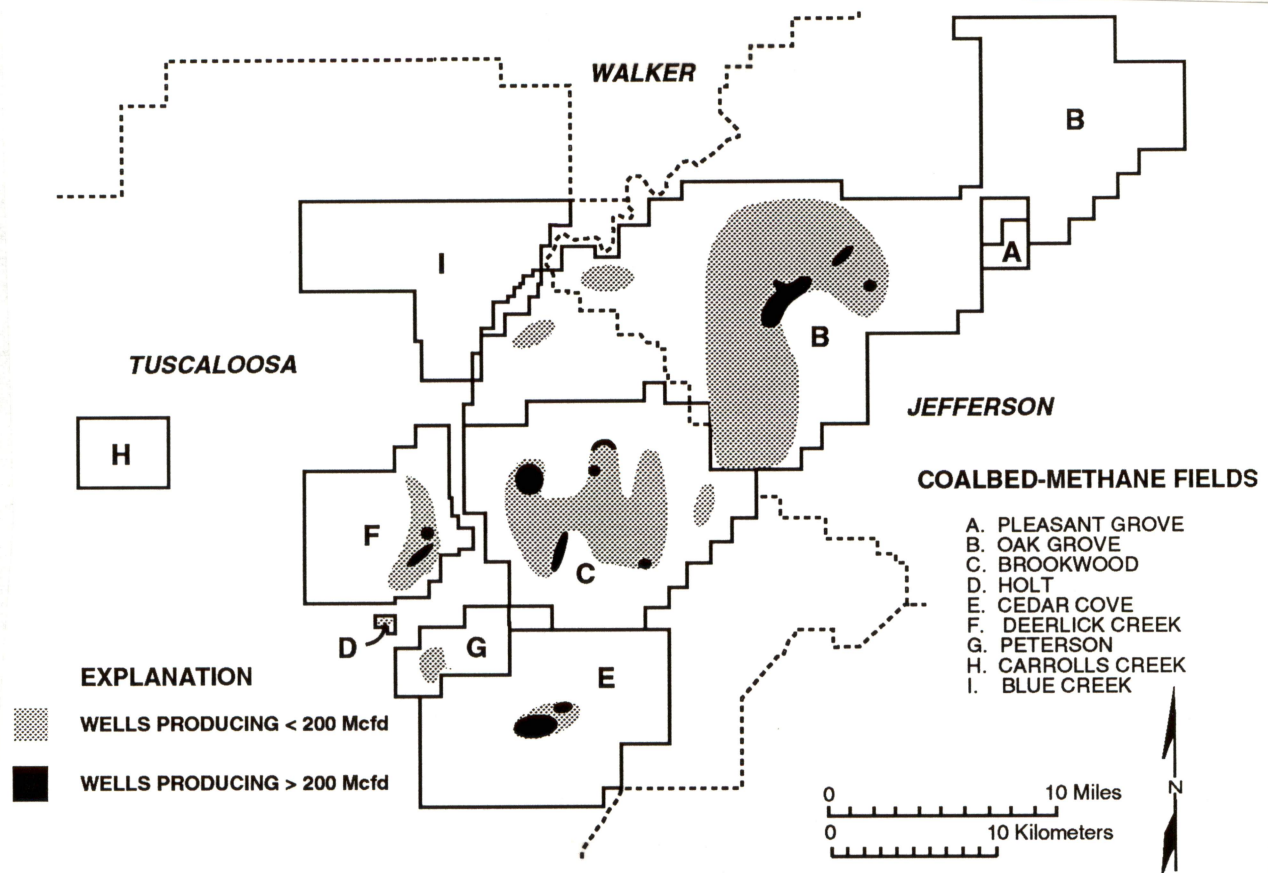 WALKER
B
A
I
TUSCALOOSA
B
JEFFERSON
H
F
C
COALBED-METHANE FIELDS
A. PLEASANT GROVE
B. OAK GROVE
C. BROOKWOOD
D. HOLT
E. CEDAR COVE
F. DEERLICK CREEK
G. PETERSON
H. CARROLLS CREEK
I. BLUE CREEK
D
G
E
EXPLANATION
WELLS PRODUCING < 200 Mcfd
WELLS PRODUCING > 200 Mcfd
0 10 Miles
0 10 Kilometers
N